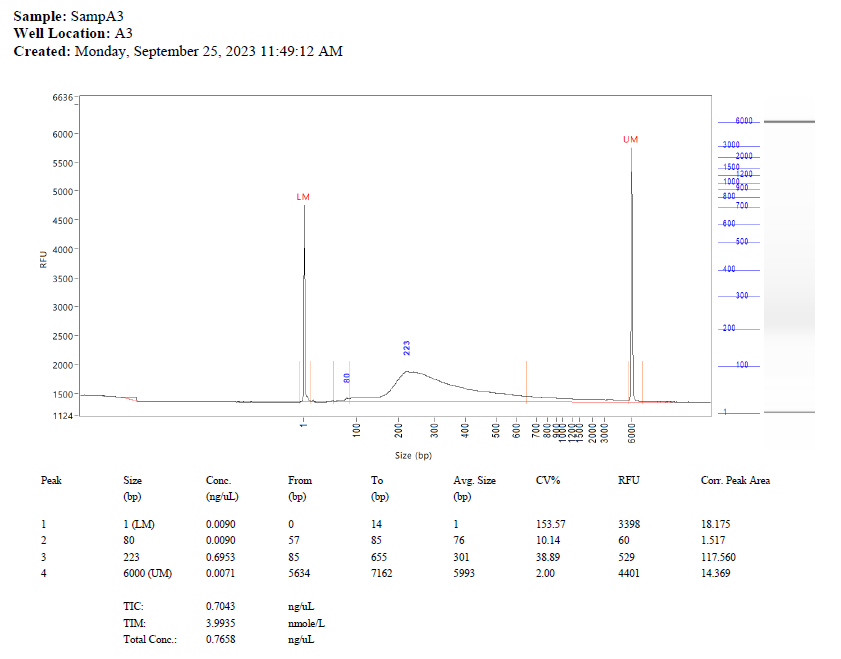 Sample: SampA3
Well Location: A3
Created: Monday, September 25, 2023 11:49:12 AM
6636
6000
5500
5000
4500
4000
3500
3000
2500
2000
1500
1124
RFU
LM
80
223
UM
1 100 200 300 400 500 600 700 800 900 1000 1200 1500 2000 3000 6000
Size (bp)
6000
3000
2000
1500
1200
1000
900
800
700
600
500
400
300
200
100
1
Peak Size Conc. From To Avg. Size CV% RFU Corr. Peak Area
(bp) (ng/uL) (bp) (bp) (bp)
1 1 (LM) 0.0090 0 14 1 153.57 3398 18.175
2 80 0.0090 57 85 76 10.14 60 1.517
3 223 0.6953 85 655 301 38.89 529 117.560
4 6000 (UM) 0.0071 5634 7162 5993 2.00 4401 14.369
TIC: 0.7043 ng/uL
TIM: 3.9935 nmole/L
Total Conc.: 0.7658 ng/uL